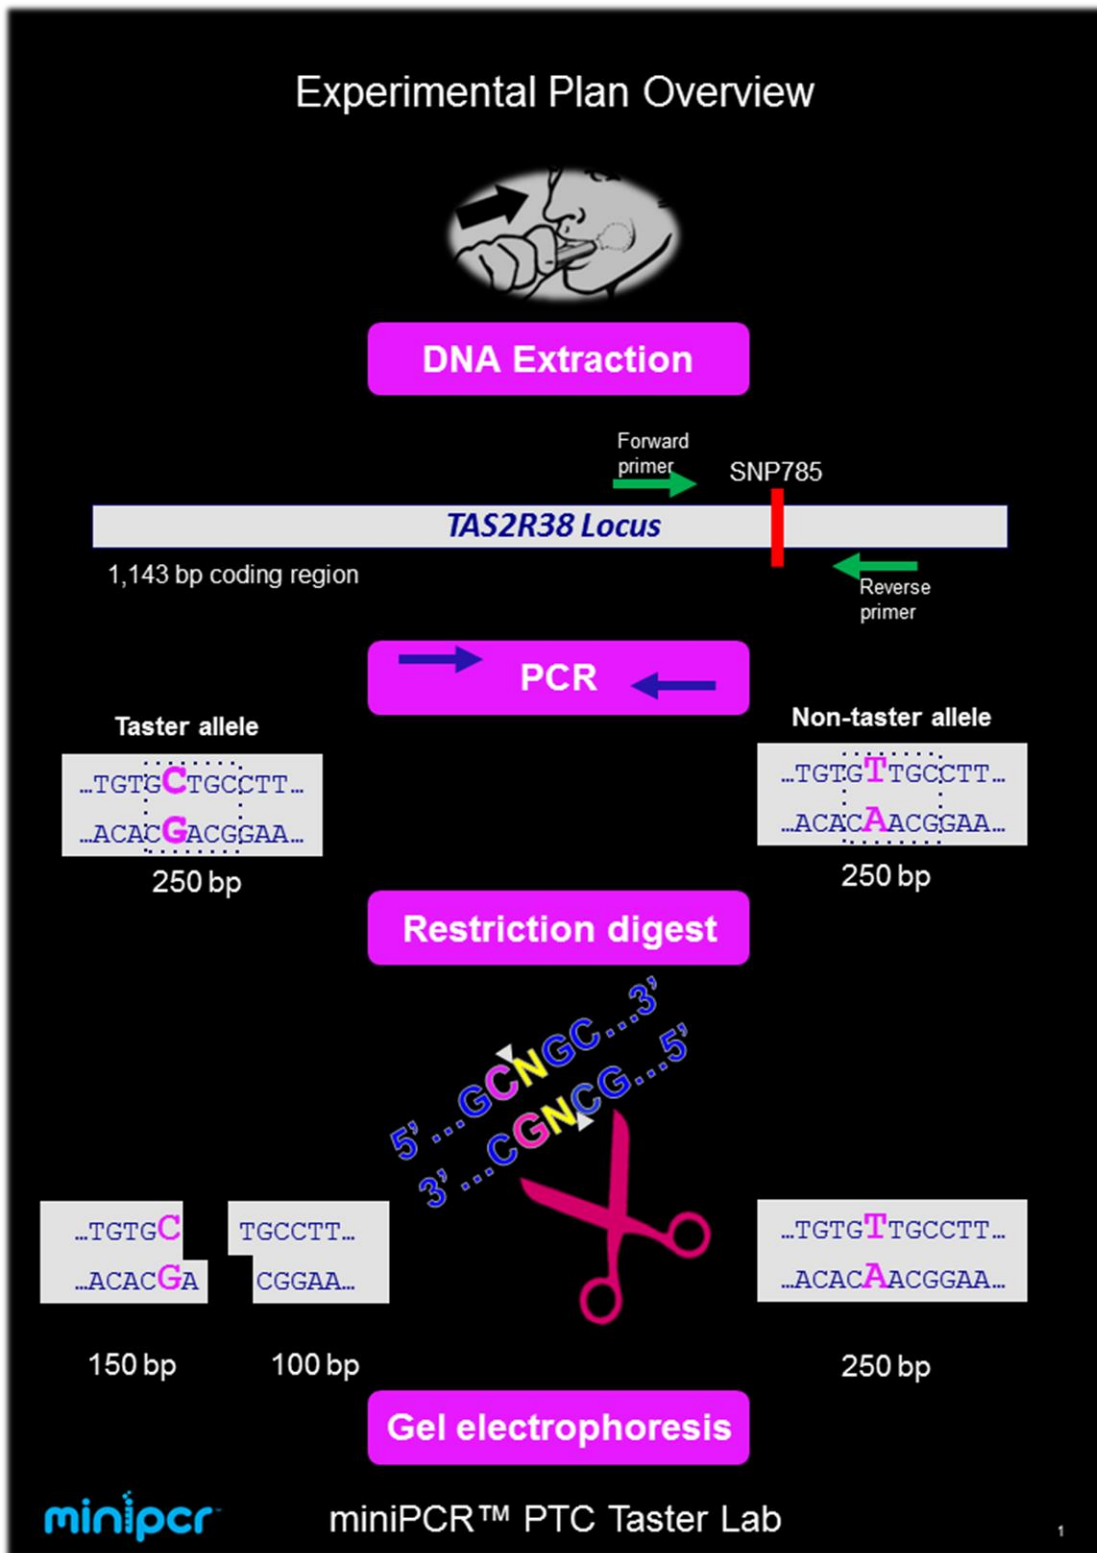 Experimental Plan Overview
DNA Extraction
Forward
primer
SNP785
TAS2R38 Locus
1,143 bp coding region
Reverse
primer
PCR
Taster allele
...TGTGCTGCCTT...
...ACACGACGGAA...
250 bp
Non-taster allele
...TGTGTTGCCTT...
...ACACAACGGAA...
250 bp
Restriction digest
5’ ...GCNGC...3’
3’ ...CGNCG...5’
...TGTGC TGCCTT...
...ACACGA CGGAA...
150 bp 100 bp
...TGTGTTGCCTT...
...ACACAACGGAA...
250 bp
Gel electrophoresis
minipcr™
miniPCR™ PTC Taster Lab
1